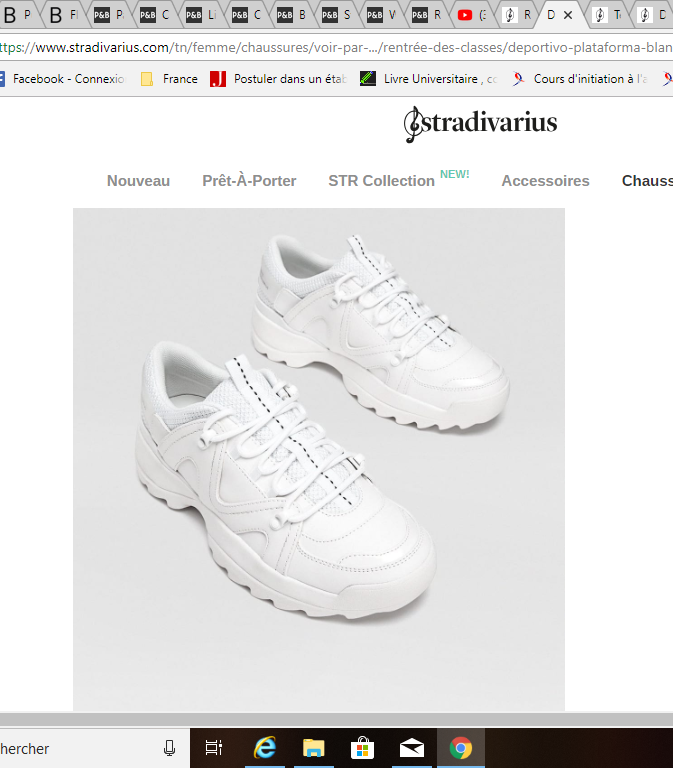 B P B Fl P&B P P&B C P&B Li P&B C P&B B P&B S P&B V P&B R (3 R D × T D
ttps://www.stradivarius.com/tn/femme/chaussures/voir-par-.../rentrée-des-classes/deportivo-plataforma-blan
Facebook - Connexio France Postuler dans un étab Livre Universitaire , co Cours d'initiation à l'a
stradivarius
Nouveau Prêt-À-Porter STR Collection NEW! Accessoires Chauss
hercher